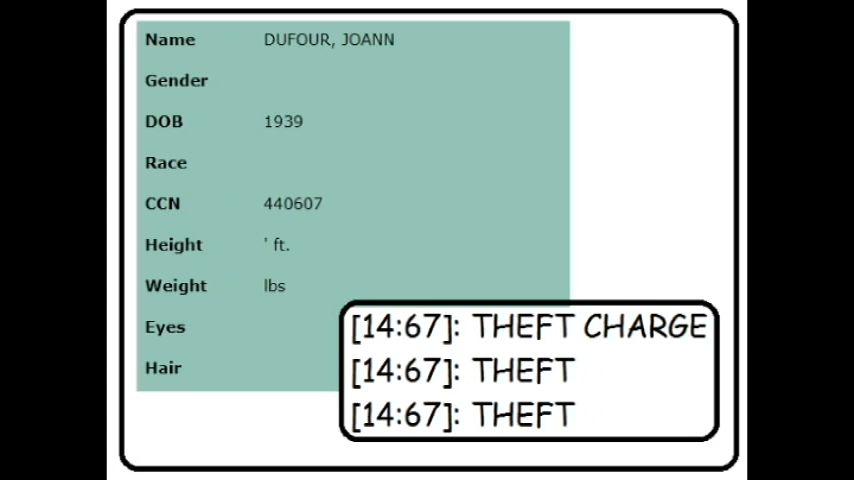 Name DUFOUR, JOANN
Gender
DOB 1939
Race
CCN 440607
Height ' ft.
Weight lbs
Eyes
Hair
[14:67]: THEFT CHARGE
[14:67]: THEFT
[14:67]: THEFT